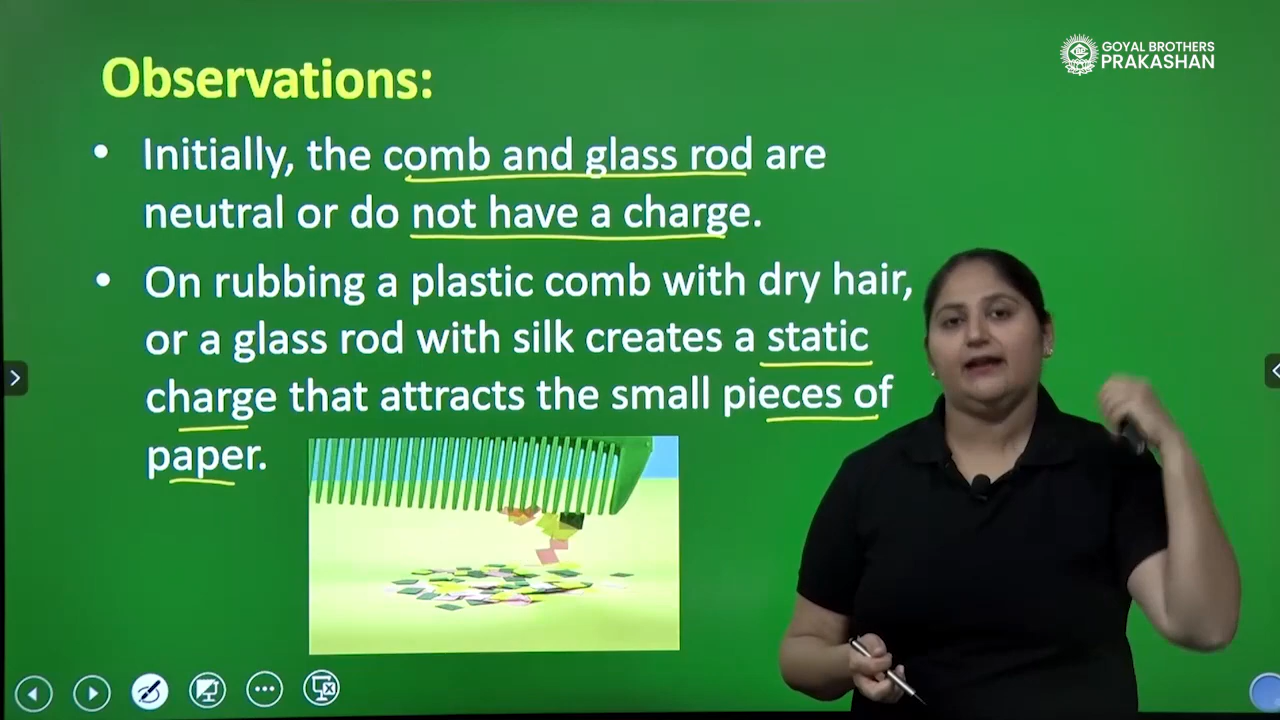 GOYAL BROTHERS
PRAKASHAN
Observations:
• Initially, the comb and glass rod are
neutral or do not have a charge.
• On rubbing a plastic comb with dry hair,
or a glass rod with silk creates a static
charge that attracts the small pieces of
paper.